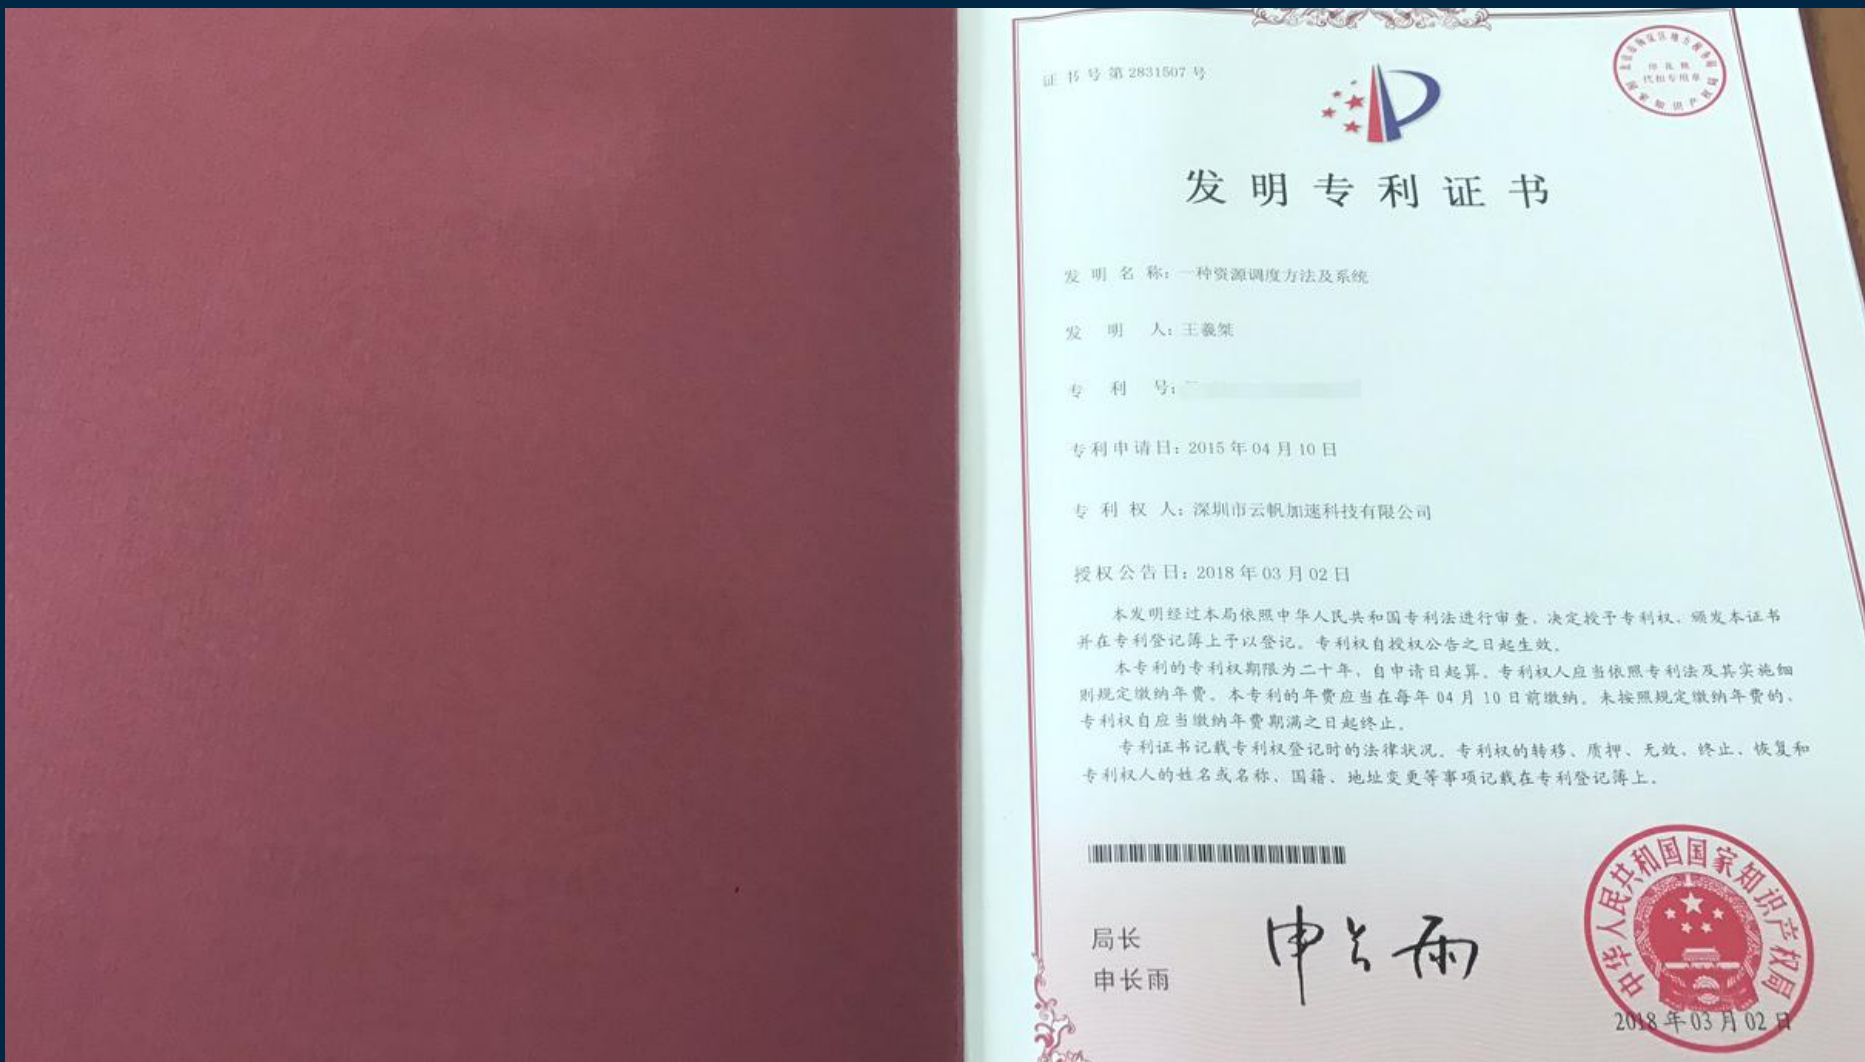 证书号第2831507号
发明专利证书
发明名称：一种资源调度方法及系统
发明人：王羲桀
专利号：
专利申请日：2015年04月10日
专利权人：深圳市云帆加速科技有限公司
授权公告日：2018年03月02日
本发明经过本局依照中华人民共和国专利法进行审查，决定授予专利权，颁发本证书
并在专利登记簿上予以登记。专利权自授权公告之日起生效。
本专利的专利权期限为二十年，自申请日起算。专利权人应当依照专利法及其实施细
则规定缴纳年费。本专利的年费应当在每年04月10日前缴纳。未按照规定缴纳年费的，
专利权自应当缴纳年费期满之日起终止。
专利证书记载专利权登记时的法律状况。专利权的转移、质押、无效、终止、恢复和
专利权人的姓名或名称、国籍、地址变更等事项记载在专利登记簿上。
局长
申长雨
申长雨
中华人民共和国国家知识产权局
2018年03月02日